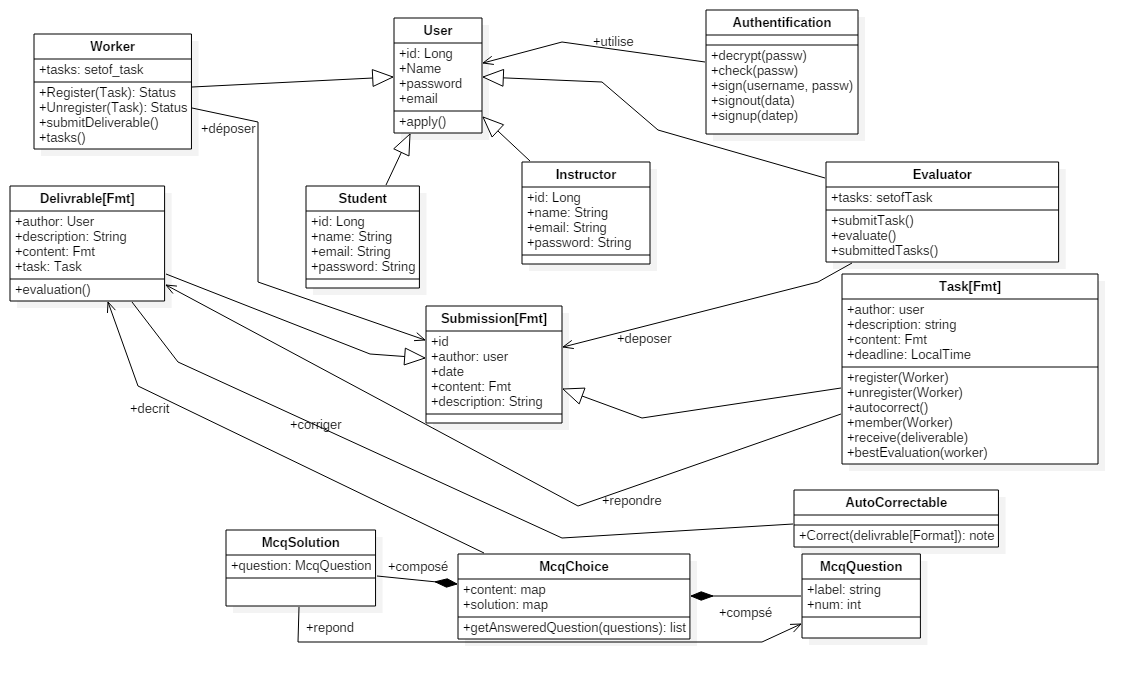 Worker
+tasks: setof_task
+Register(Task): Status
+Unregister(Task): Status
+submitDeliverable()
+tasks()
User
+id: Long
+Name
+password
+email
+apply()
+utilise
Authentification
+decrypt(passw)
+check(passw)
+sign(username, passw)
+signout(data)
+signup(datep)
+déposer
Delivrable[Fmt]
+author: User
+description: String
+content: Fmt
+task: Task
+evaluation()
Student
+id: Long
+name: String
+email: String
+password: String
Instructor
+id: Long
+name: String
+email: String
+password: String
Evaluator
+tasks: setofTask
+submitTask()
+evaluate()
+submittedTasks()
Submission[Fmt]
+id
+author: user
+date
+content: Fmt
+description: String
+deposer
Task[Fmt]
+author: user
+description: string
+content: Fmt
+deadline: LocalTime
+register(Worker)
+unregister(Worker)
+autocorrect()
+member(Worker)
+receive(deliverable)
+bestEvaluation(worker)
+decrit
+corriger
+repondre
AutoCorrectable
+Correct(delivrable[Format]): note
McqSolution
+question: McqQuestion
+composé
McqChoice
+content: map
+solution: map
+getAnsweredQuestion(questions): list
+compsé
McqQuestion
+label: string
+num: int
+repond